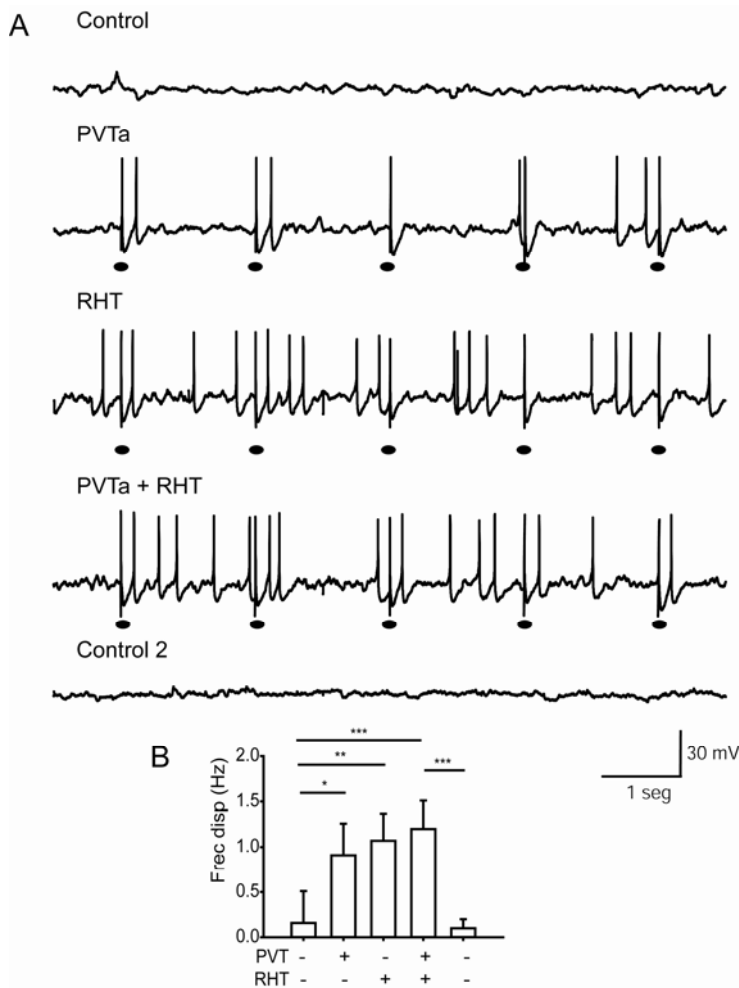 A
Control
PVTa
RHT
PVTa + RHT
Control 2
30 mV
1 seg
B
Frec disp (Hz)
2.0
1.5
1.0
0.5
0.0
***
**
*
***
PVT - + - + -
RHT - - + + -